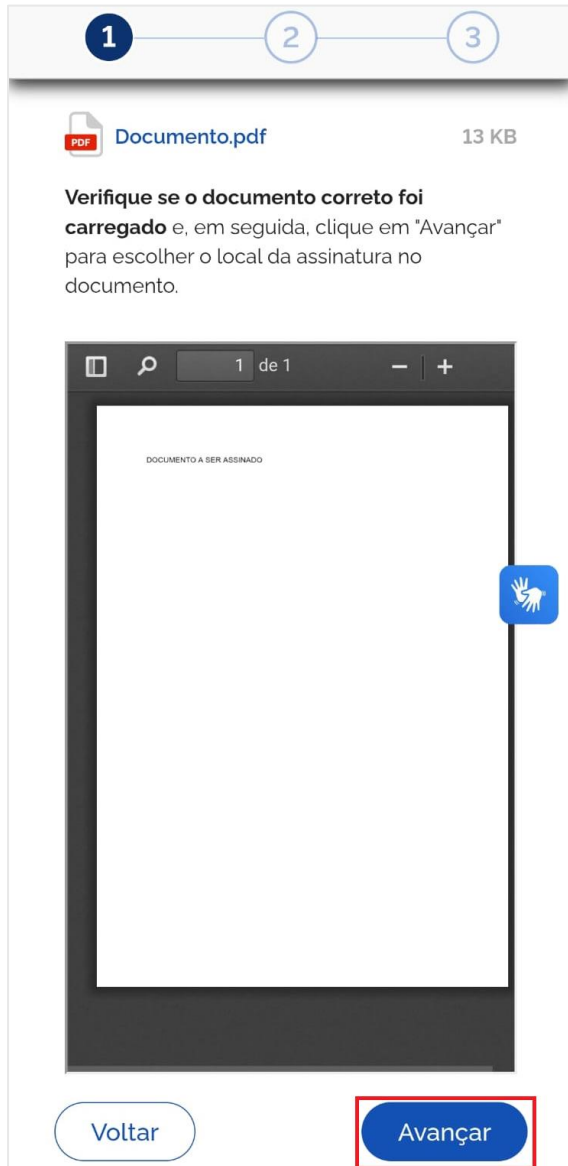 1 2 3
PDF Documento.pdf 13 KB
Verifique se o documento correto foi
carregado e, em seguida, clique em "Avançar"
para escolher o local da assinatura no
documento.
1 de 1
DOCUMENTO A SER ASSINADO
Voltar Avançar